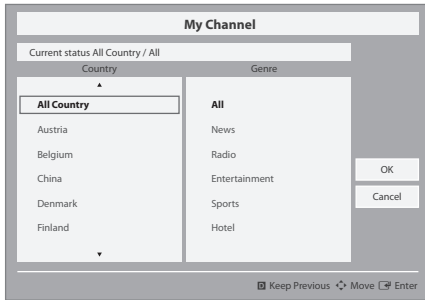 My Channel
Current status All Country / All
Country Genre
▲
All Country All
Austria News
Belgium Radio
China Entertainment
Denmark Sports
Finland Hotel
▼
OK
Cancel
D Keep Previous Move Enter